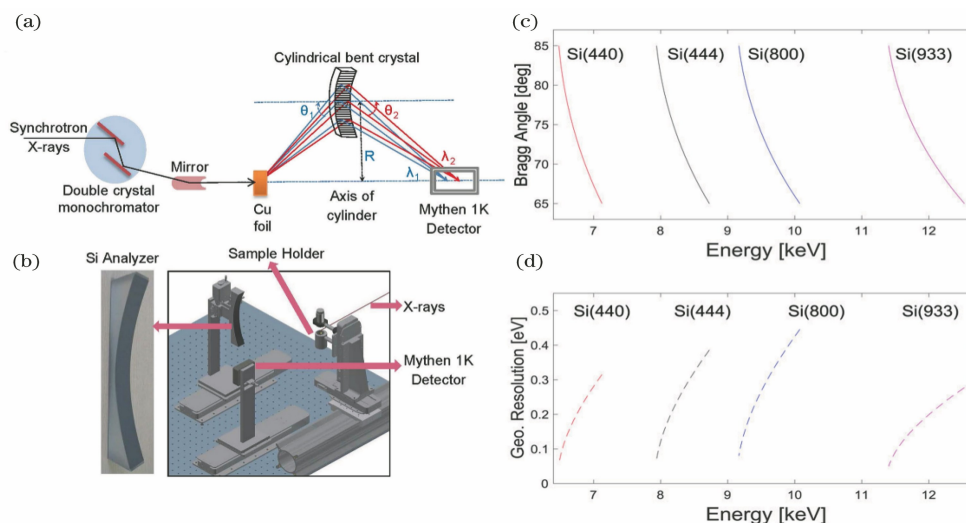 (a)
Cylindrical bent crystal
θ1
θ2
Synchrotron
X-rays
Mirror
R
λ2
λ1
Double crystal
monochromator
Cu
foil
Axis of
cylinder
Mythen 1K
Detector
(b)
Si Analyzer
Sample Holder
X-rays
Mythen 1K
Detector
(c)
85
80
75
70
65
Bragg Angle [deg]
Si(440)
Si(444)
Si(800)
Si(933)
7
8
9
10
11
12
Energy [keV]
(d)
0.5
0.4
0.3
0.2
0.1
0
Geo. Resolution [eV]
Si(440)
Si(444)
Si(800)
Si(933)
7
8
9
10
11
12
Energy [keV]